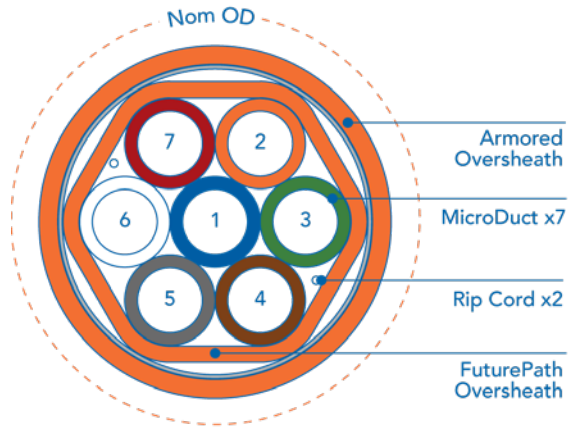 Nom OD
7
2
Armored
Oversheath
6
1
3
MicroDuct x7
5
4
Rip Cord x2
FuturePath
Oversheath